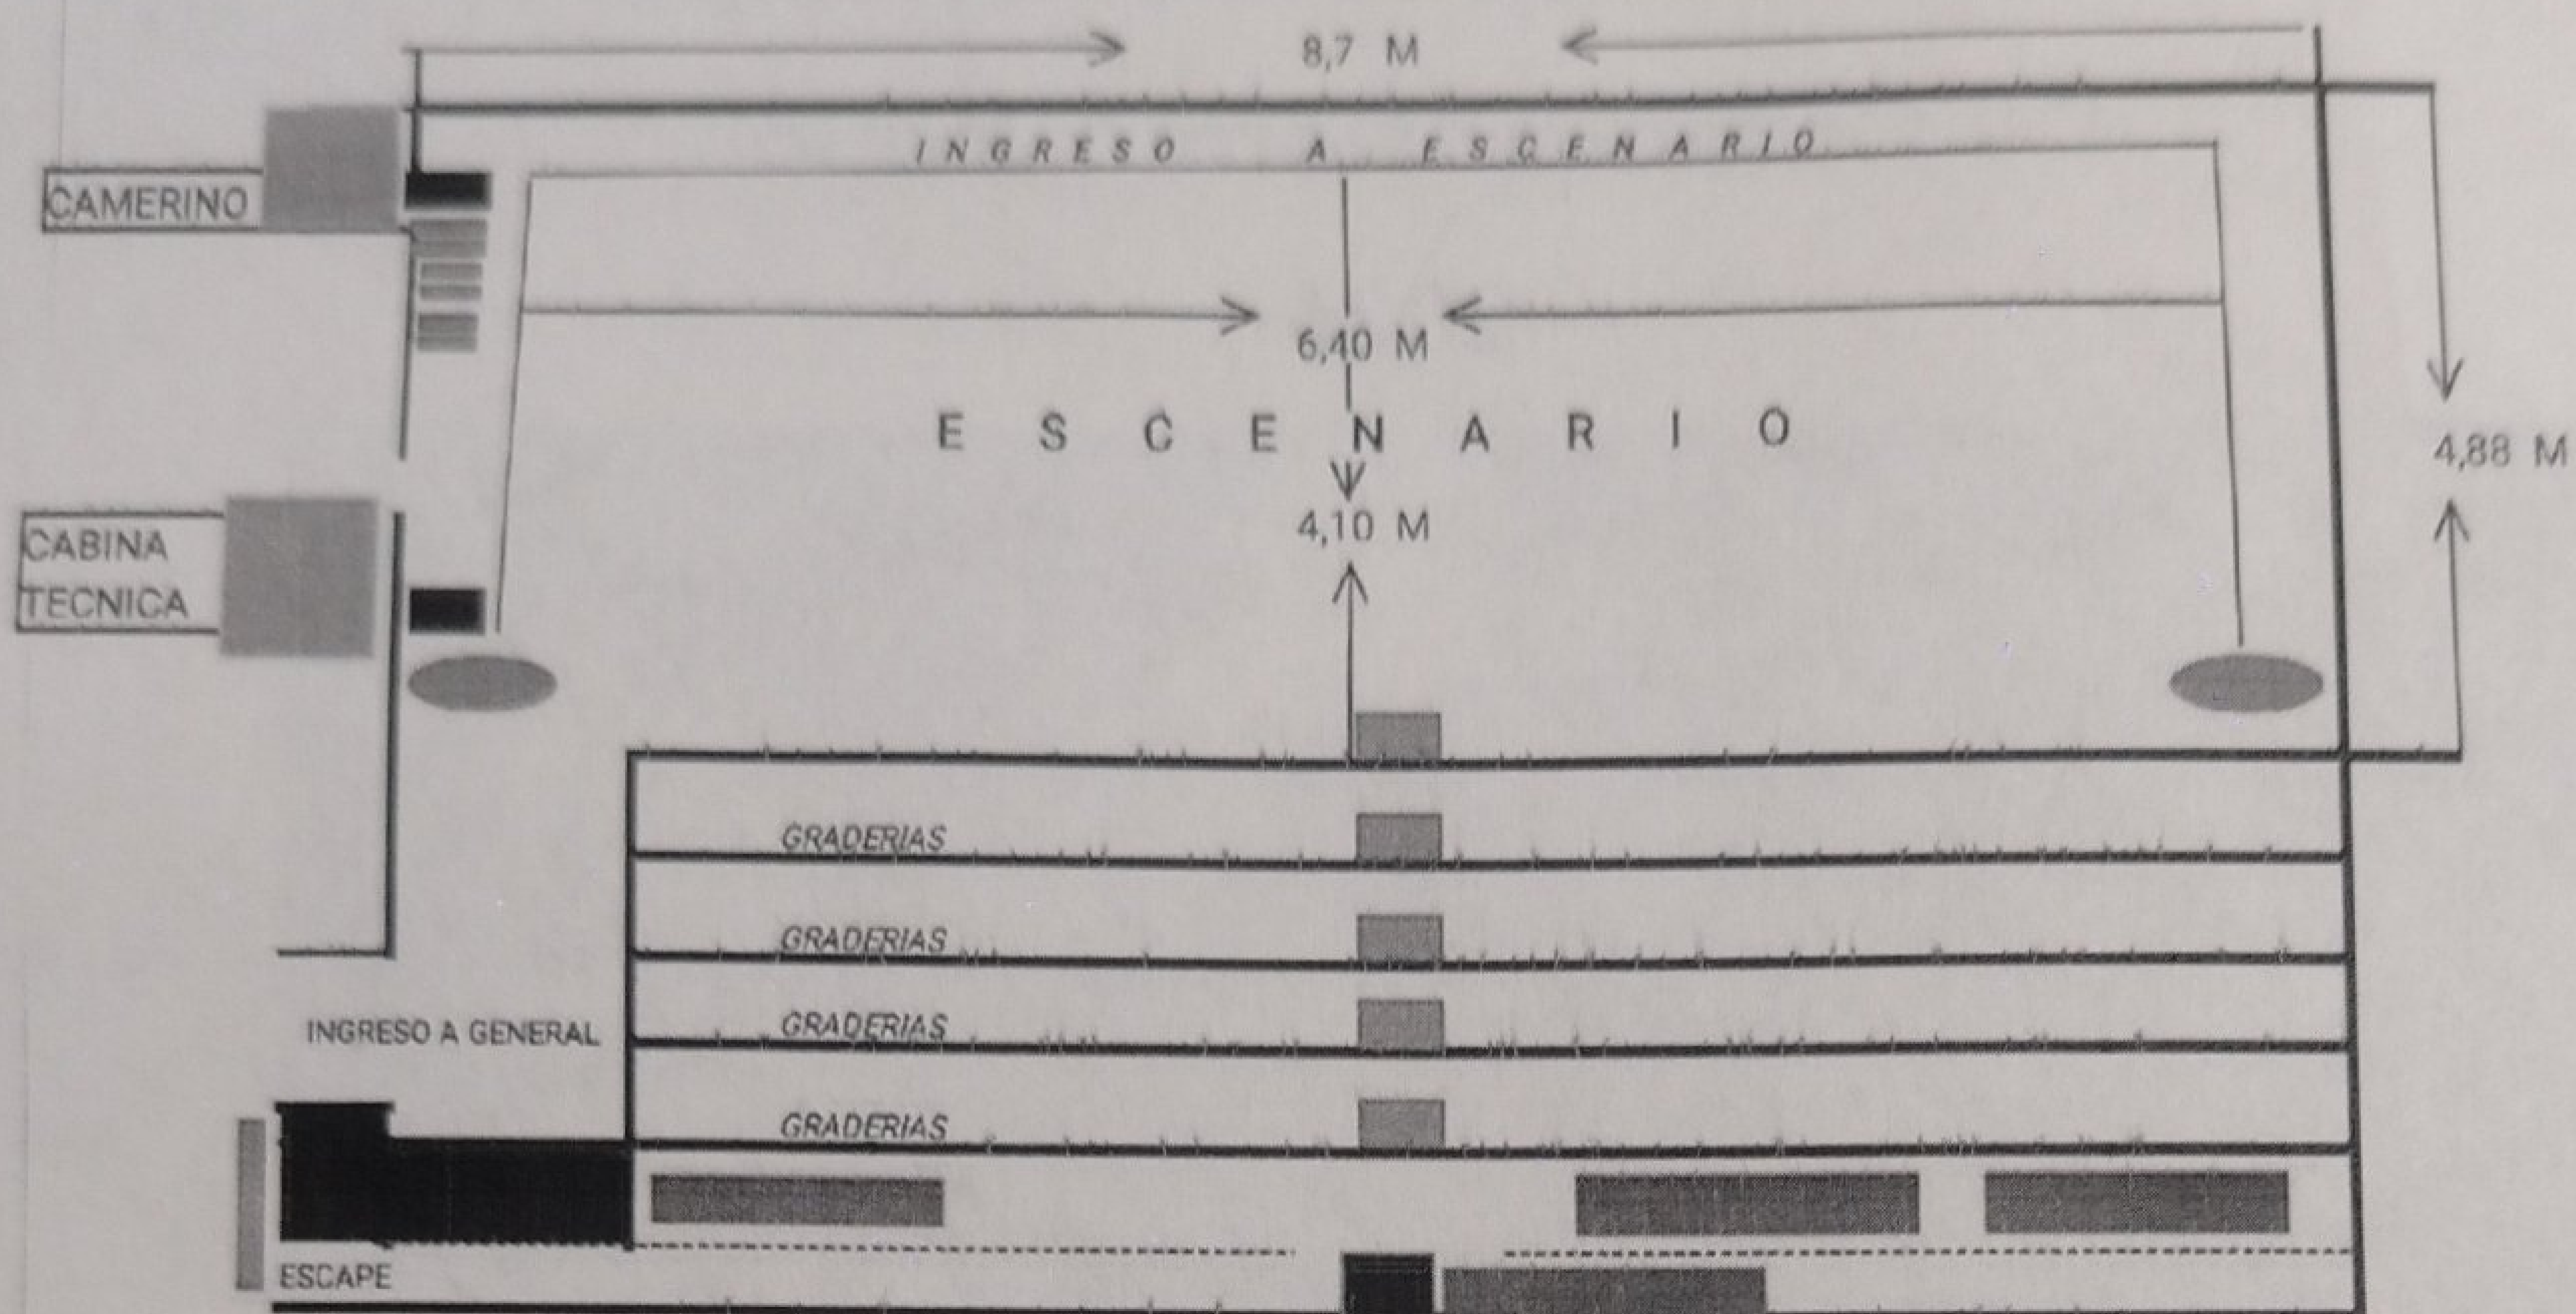 8,7 M
INGRESO A ESCENARIO
CAMERINO
6,40 M
ESCENARIO
4,88 M
4,10 M
CABINA
TECNICA
GRADERIAS
GRADERIAS
INGRESO A GENERAL
GRADERIAS
GRADERIAS
ESCAPE